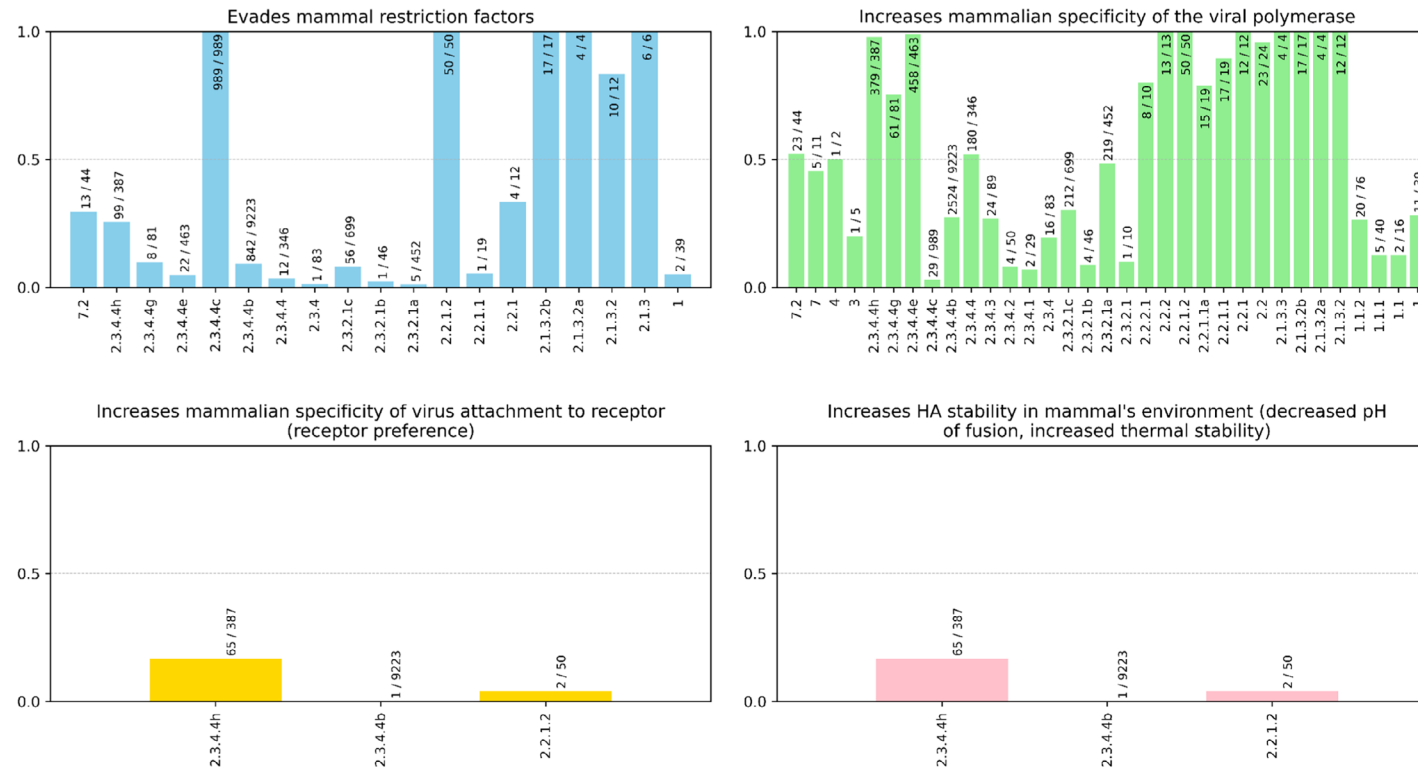 Evades mammal restriction factors
1.0
0.5
0.0
13 / 44
99 / 387
8 / 81
22 / 463
989 / 989
842 / 9223
12 / 346
1 / 83
56 / 699
1 / 46
5 / 452
50 / 50
1 / 19
4 / 12
17 / 17
4 / 4
10 / 12
6 / 6
2 / 39
7.2
2.3.4.4h
2.3.4.4g
2.3.4.4e
2.3.4.4c
2.3.4.4b
2.3.4.4
2.3.4
2.3.2.1c
2.3.2.1b
2.3.2.1a
2.2.1.2
2.2.1.1
2.2.1
2.1.3.2b
2.1.3.2a
2.1.3.2
2.1.3
1
Increases mammalian specificity of the viral polymerase
1.0
0.5
0.0
23 / 44
5 / 11
1 / 2
1 / 5
379 / 387
61 / 81
458 / 463
29 / 989
2524 / 9223
180 / 346
24 / 89
4 / 50
2 / 29
16 / 83
212 / 699
4 / 46
219 / 452
1 / 10
8 / 10
13 / 13
50 / 50
15 / 19
17 / 19
12 / 12
23 / 24
4 / 4
17 / 17
4 / 4
12 / 12
20 / 76
5 / 40
2 / 16
7.2
7
4
3
2.3.4.4h
2.3.4.4g
2.3.4.4e
2.3.4.4c
2.3.4.4b
2.3.4.4
2.3.4.3
2.3.4.2
2.3.4.1
2.3.4
2.3.2.1c
2.3.2.1b
2.3.2.1a
2.3.2.1
2.2.2.1
2.2.2
2.2.1.2
2.2.1.1a
2.2.1.1
2.2.1
2.2
2.1.3.3
2.1.3.2b
2.1.3.2a
2.1.3.2
1.1.2
1.1.1
1.1
1
Increases mammalian specificity of virus attachment to receptor
(receptor preference)
1.0
0.5
0.0
65 / 387
1 / 9223
2 / 50
2.3.4.4h
2.3.4.4b
2.2.1.2
Increases HA stability in mammal's environment (decreased pH
of fusion, increased thermal stability)
1.0
0.5
0.0
65 / 387
1 / 9223
2 / 50
2.3.4.4h
2.3.4.4b
2.2.1.2